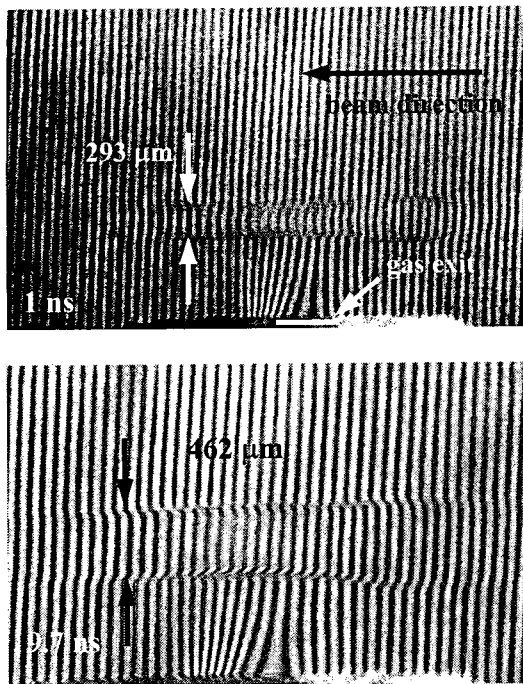 beam direction
293 µm
gas exit
1 ns
462 µm
9.7 ns